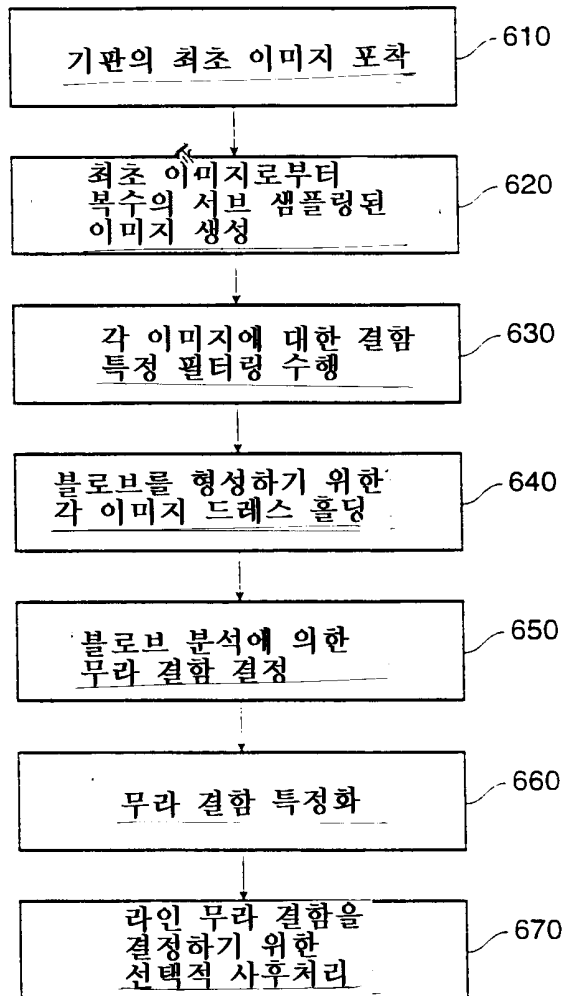 기판의 최초 이미지 포착
610
최초 이미지로부터
복수의 서브 샘플링된
이미지 생성
620
각 이미지에 대한 결함
특정 필터링 수행
630
블로브를 형성하기 위한
각 이미지 드레스 홀딩
640
블로브 분석에 의한
무라 결함 결정
650
무라 결함 특정화
660
라인 무라 결함을
결정하기 위한
선택적 사후처리
670